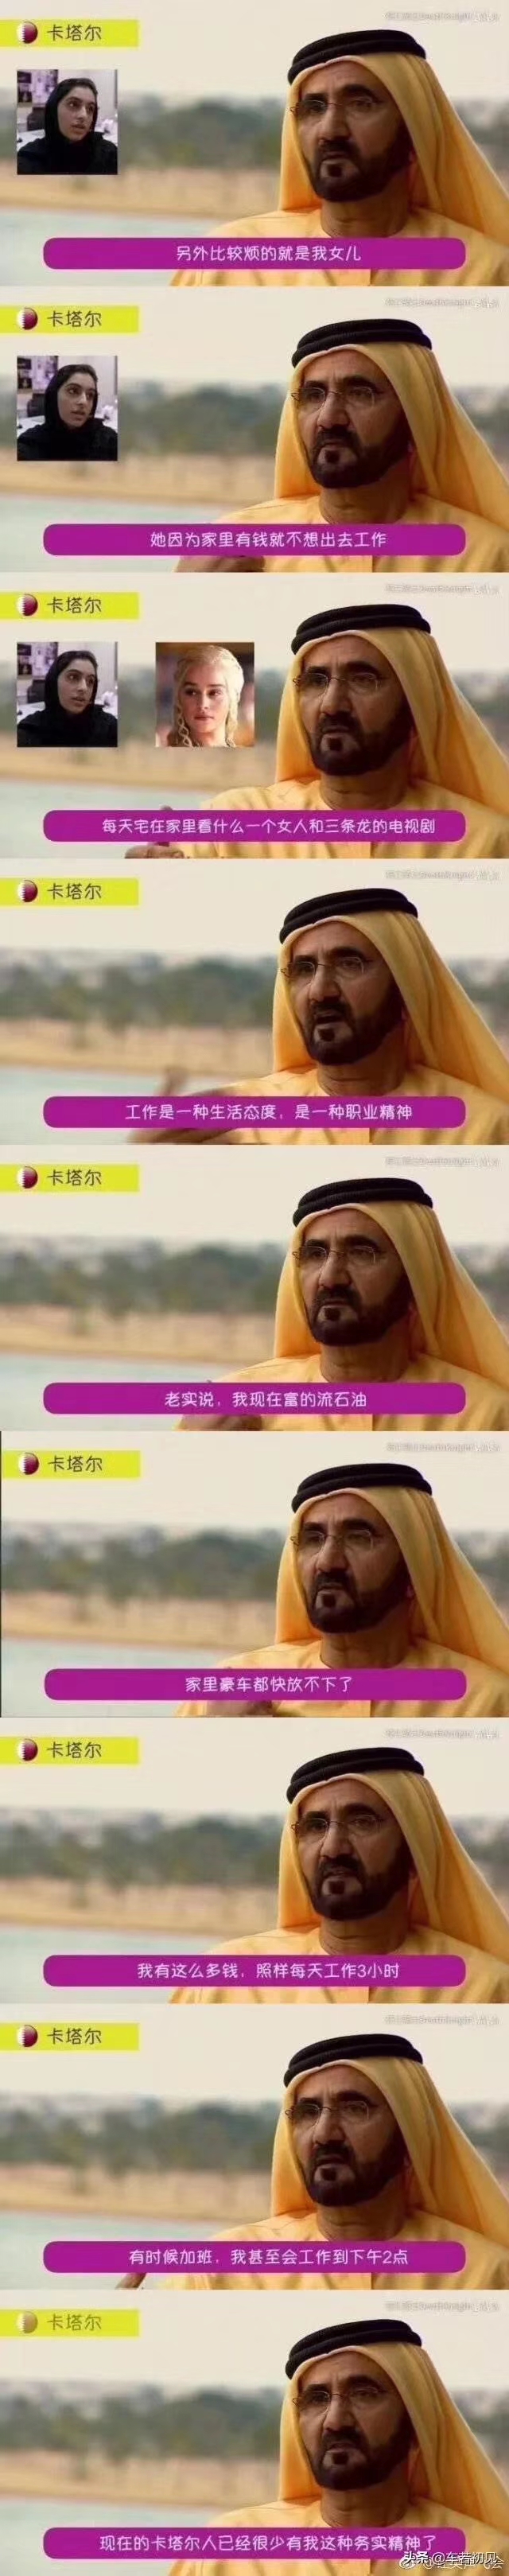 卡塔尔
另外比较烦的就是我女儿
卡塔尔
她因为家里有钱就不想出去工作
卡塔尔
每天宅在家里看什么一个女人和三条龙的电视剧
卡塔尔
工作是一种生活态度，是一种职业精神
卡塔尔
老实说，我现在富的流石油
卡塔尔
家里豪车都快放不下了
卡塔尔
我有这么多钱，照样每天工作3小时
卡塔尔
有时候加班，我甚至会工作到下午2点
卡塔尔
现在的卡塔尔人已经很少有我这种务实精神了
头条@车若初见